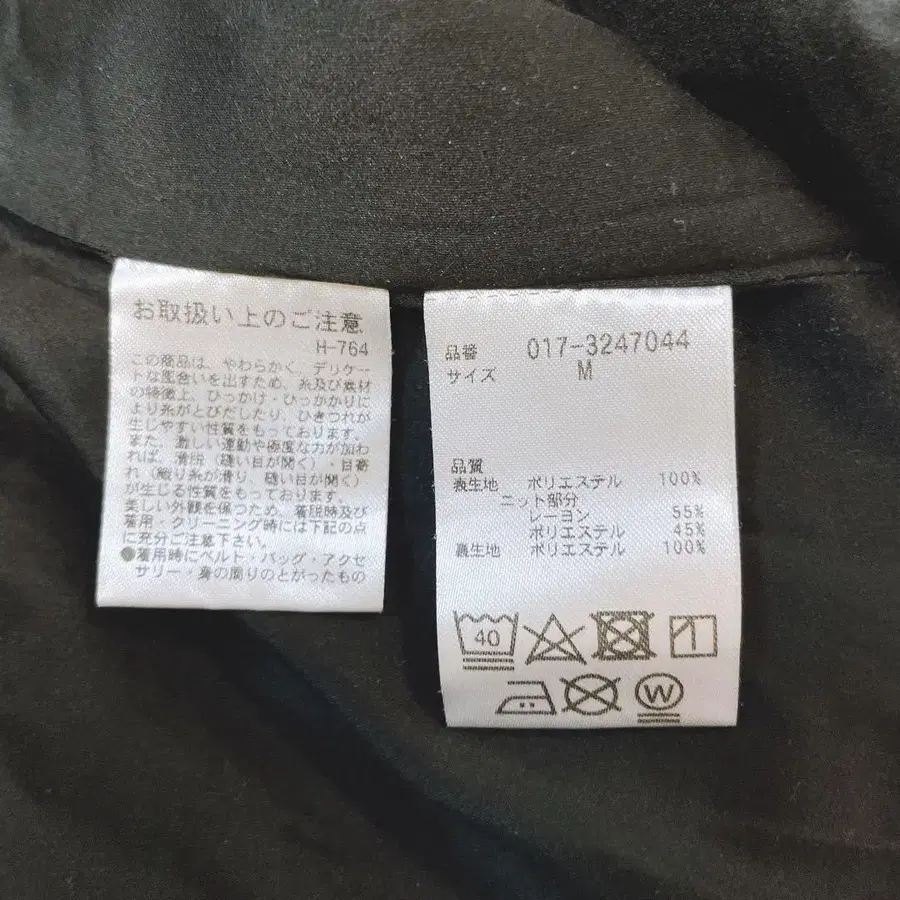 お取扱い上のご注意
H-764
この商品は、やわらかく、デリケー
トな風合いを出すため、糸及び素材
の特徴上、ひっかけ・ひっかかりに
より糸がとびだしたり、ひきつれが
生じやすい性質をもっております。
また、激しい運動や極度な力が加わ
れば、滑脱(縫い目が開く)・目寄
れ(織り糸が滑り、縫い目が開く)
が生じる性質をもっております。
美しい外観を保つため、着脱時及び
着用・クリーニング時には下記の点
に充分ご注意下さい。
●着用時にベルト・バッグ・アクセ
サリー・身の周りのとがったもの
品番 017-3247044
サイズ M
品質
表生地 ポリエステル 100%
ニット部分
レーヨン 55%
ポリエステル 45%
裏生地 ポリエステル 100%
40
W